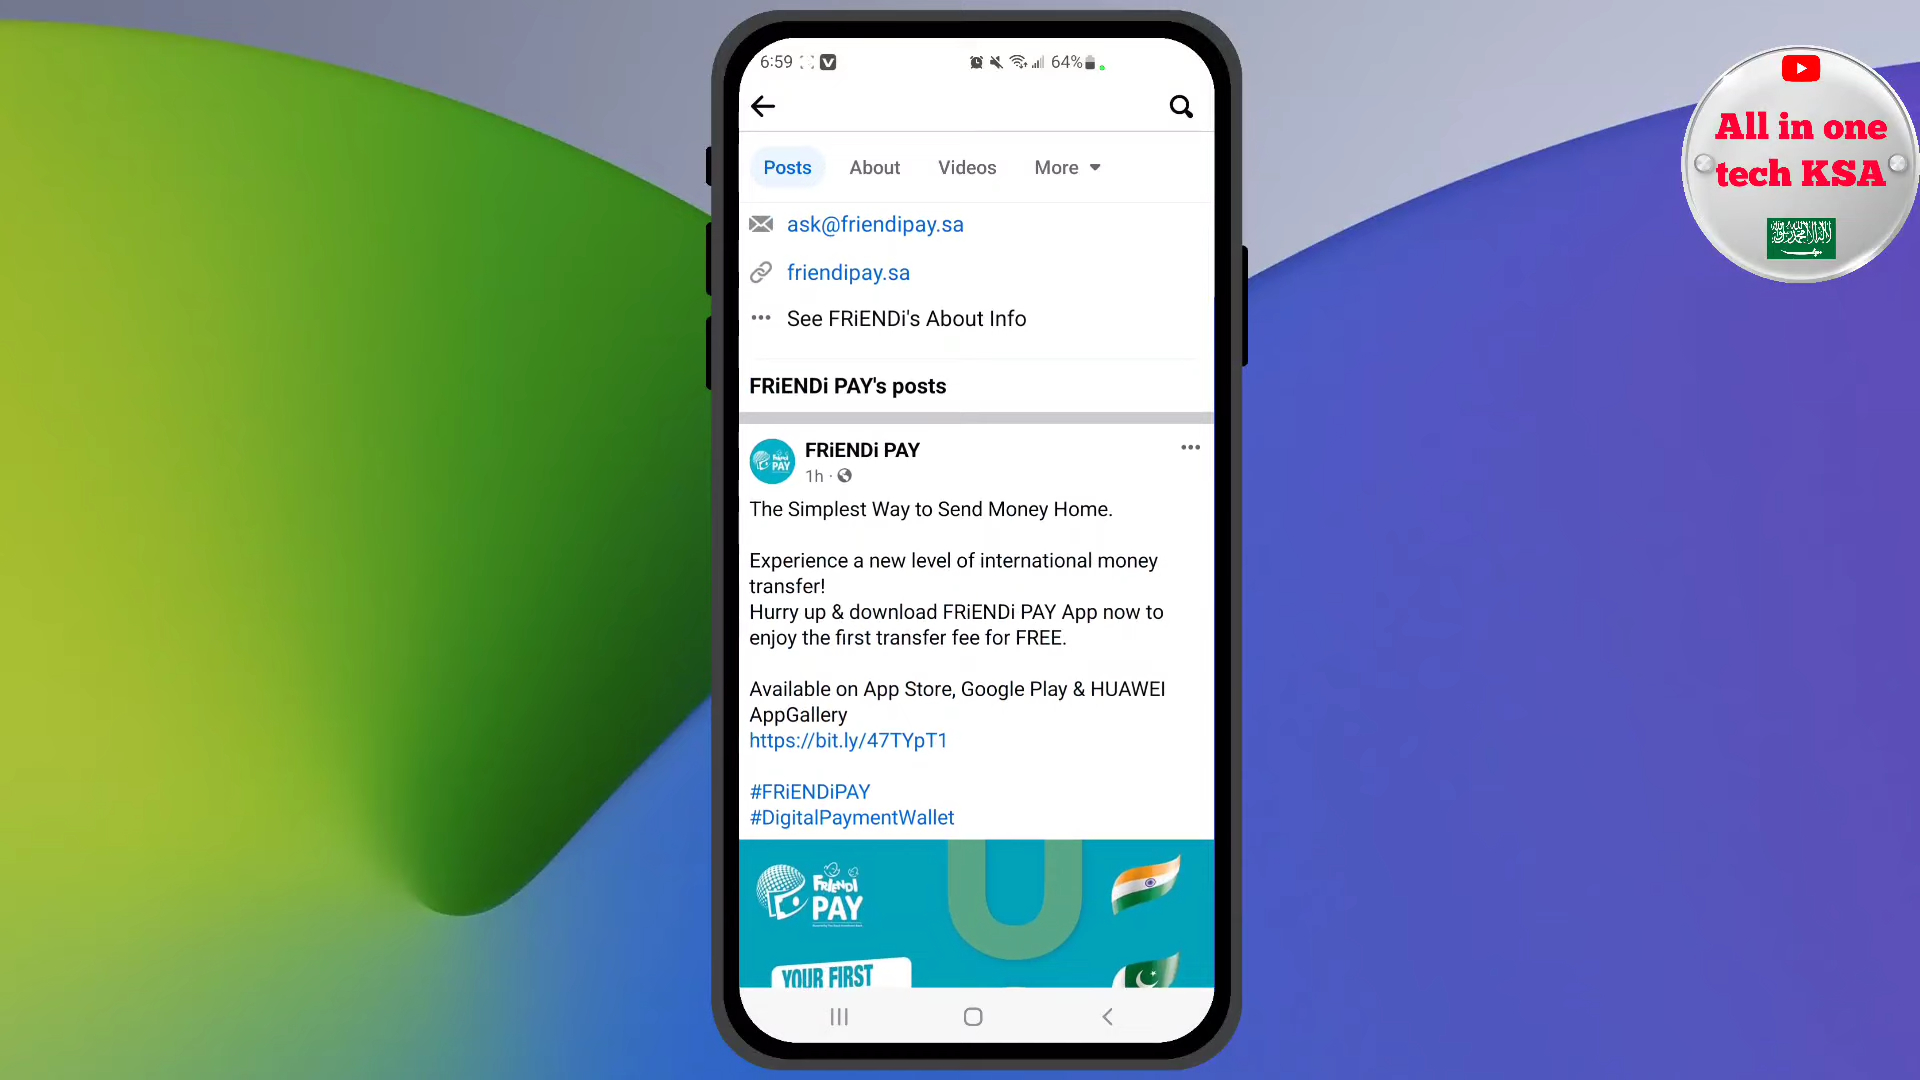 6:59
64%
Posts About Videos More
ask@friendipay.sa
friendipay.sa
See FRiENDi's About Info
FRiENDi PAY's posts
FRiENDi PAY
1h ·
The Simplest Way to Send Money Home.
Experience a new level of international money
transfer!
Hurry up & download FRiENDi PAY App now to
enjoy the first transfer fee for FREE.
Available on App Store, Google Play & HUAWEI
AppGallery
https://bit.ly/47TYpT1
#FRiENDiPAY
#DigitalPaymentWallet
FRiENDi
PAY
YOUR FIRST
All in one
tech KSA